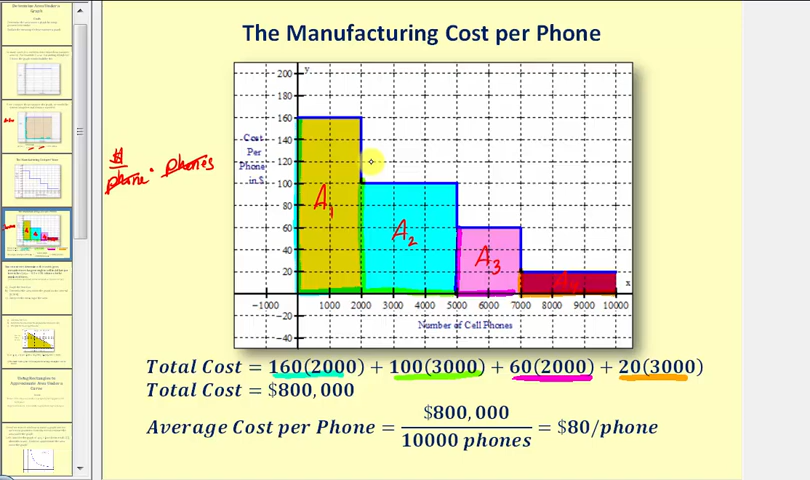 The Manufacturing Cost per Phone
y
200
160
140
120
100
80
60
40
20
-20
-40
Cost
Per
Phone
in $
$/phone · phones
A1
A2
A3
A4
x
-1000 1000 2000 3000 4000 5000 6000 7000 8000 9000 10000
Number of Cell Phones
Total Cost = 160(2000) + 100(3000) + 60(2000) + 20(3000)
Total Cost = $800,000
Average Cost per Phone = $800,000 / 10000 phones = $80/phone